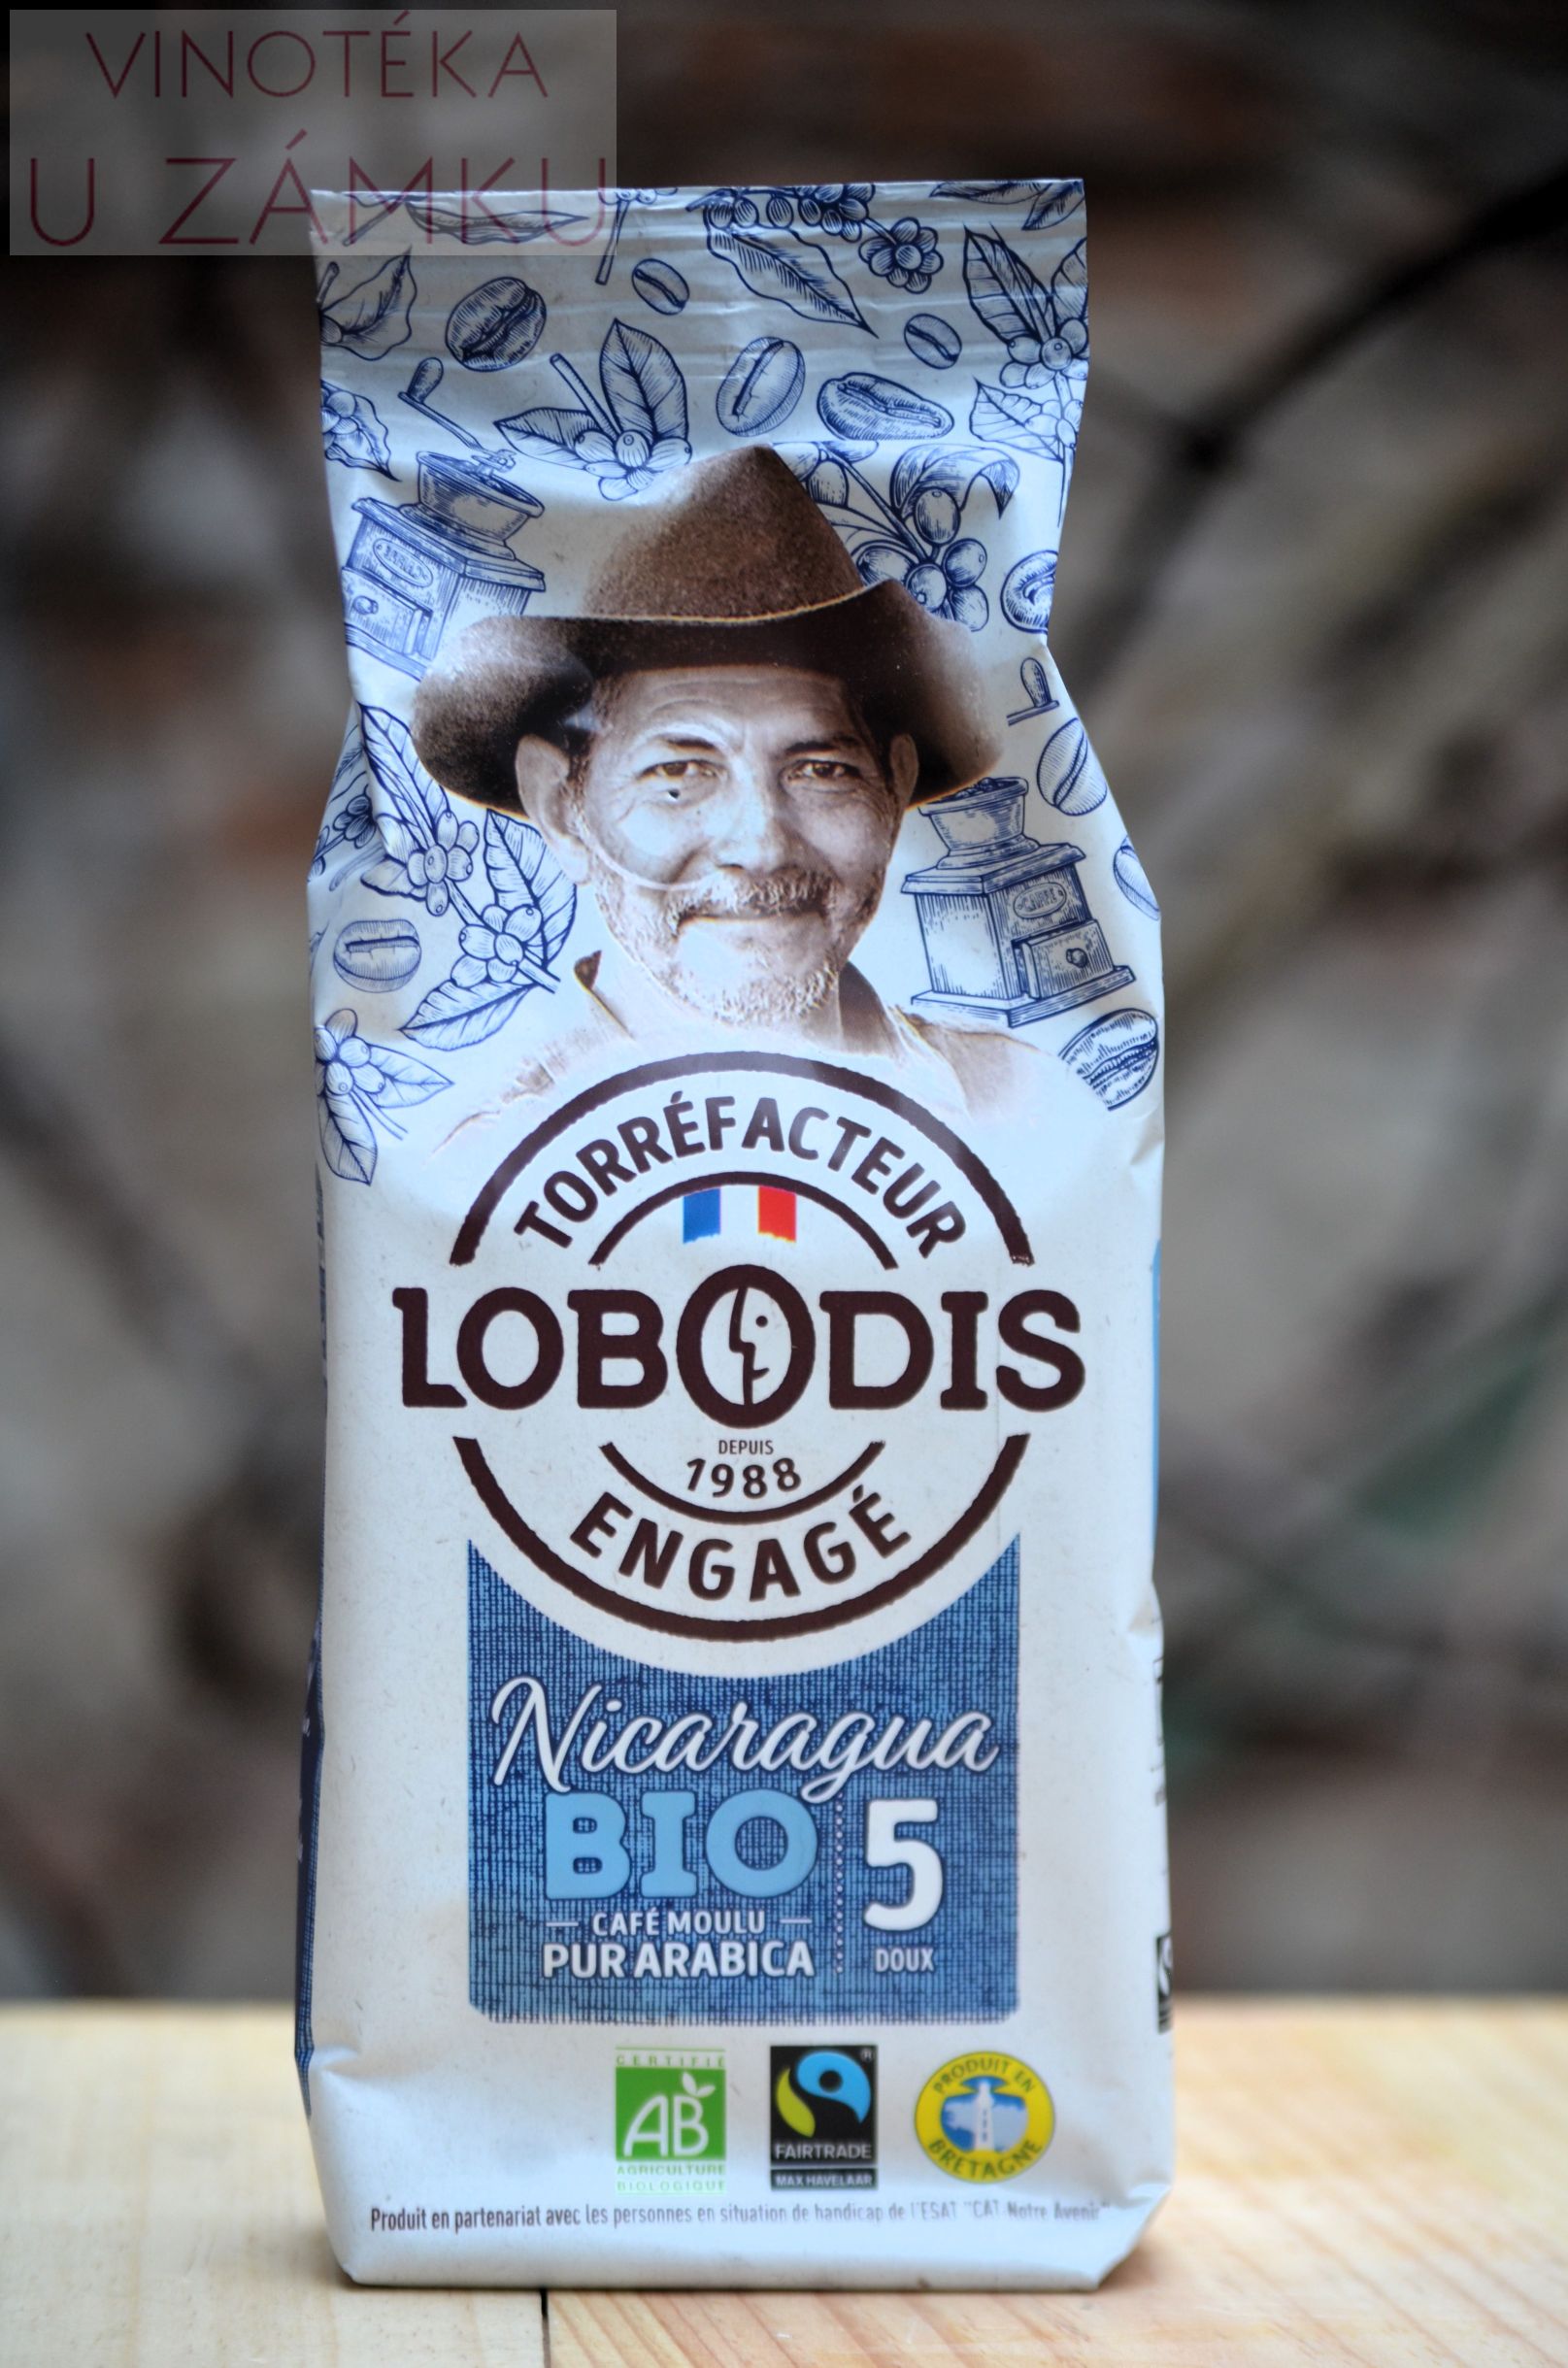 VINOTÉKA
U ZÁMKU
TORRÉFACTEUR
LOBODIS
DEPUIS
1988
ENGAGÉ
Nicaragua
BIO
5
CAFÉ MOULU
PUR ARABICA
DOUX
CERTIFIÉ
AB
AGRICULTURE
BIOLOGIQUE
®
FAIRTRADE
MAX HAVELAAR
PRODUIT EN
BRETAGNE
Produit en partenariat avec les personnes en situation de handicap de l'ESAT "CAT Notre Avenir"